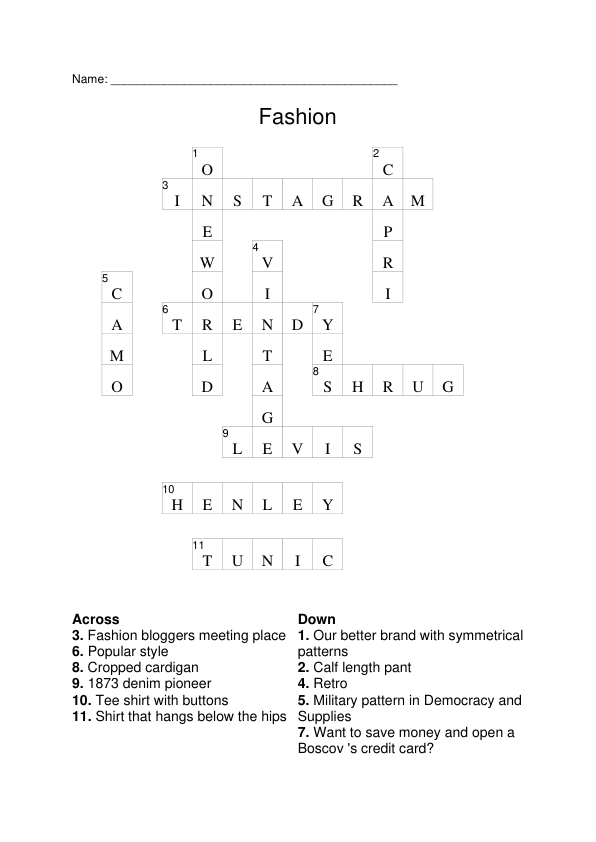 Name: ___________________________________________
Fashion
1 2
O C
3
I N S T A G R A M
E P
4
W V R
5
C O I I
6 7
A T R E N D Y
M L T E
8
O D A S H R U G
G
9
L E V I S
10
H E N L E Y
11
T U N I C
Across
3. Fashion bloggers meeting place
6. Popular style
8. Cropped cardigan
9. 1873 denim pioneer
10. Tee shirt with buttons
11. Shirt that hangs below the hips
Down
1. Our better brand with symmetrical
patterns
2. Calf length pant
4. Retro
5. Military pattern in Democracy and
Supplies
7. Want to save money and open a
Boscov 's credit card?